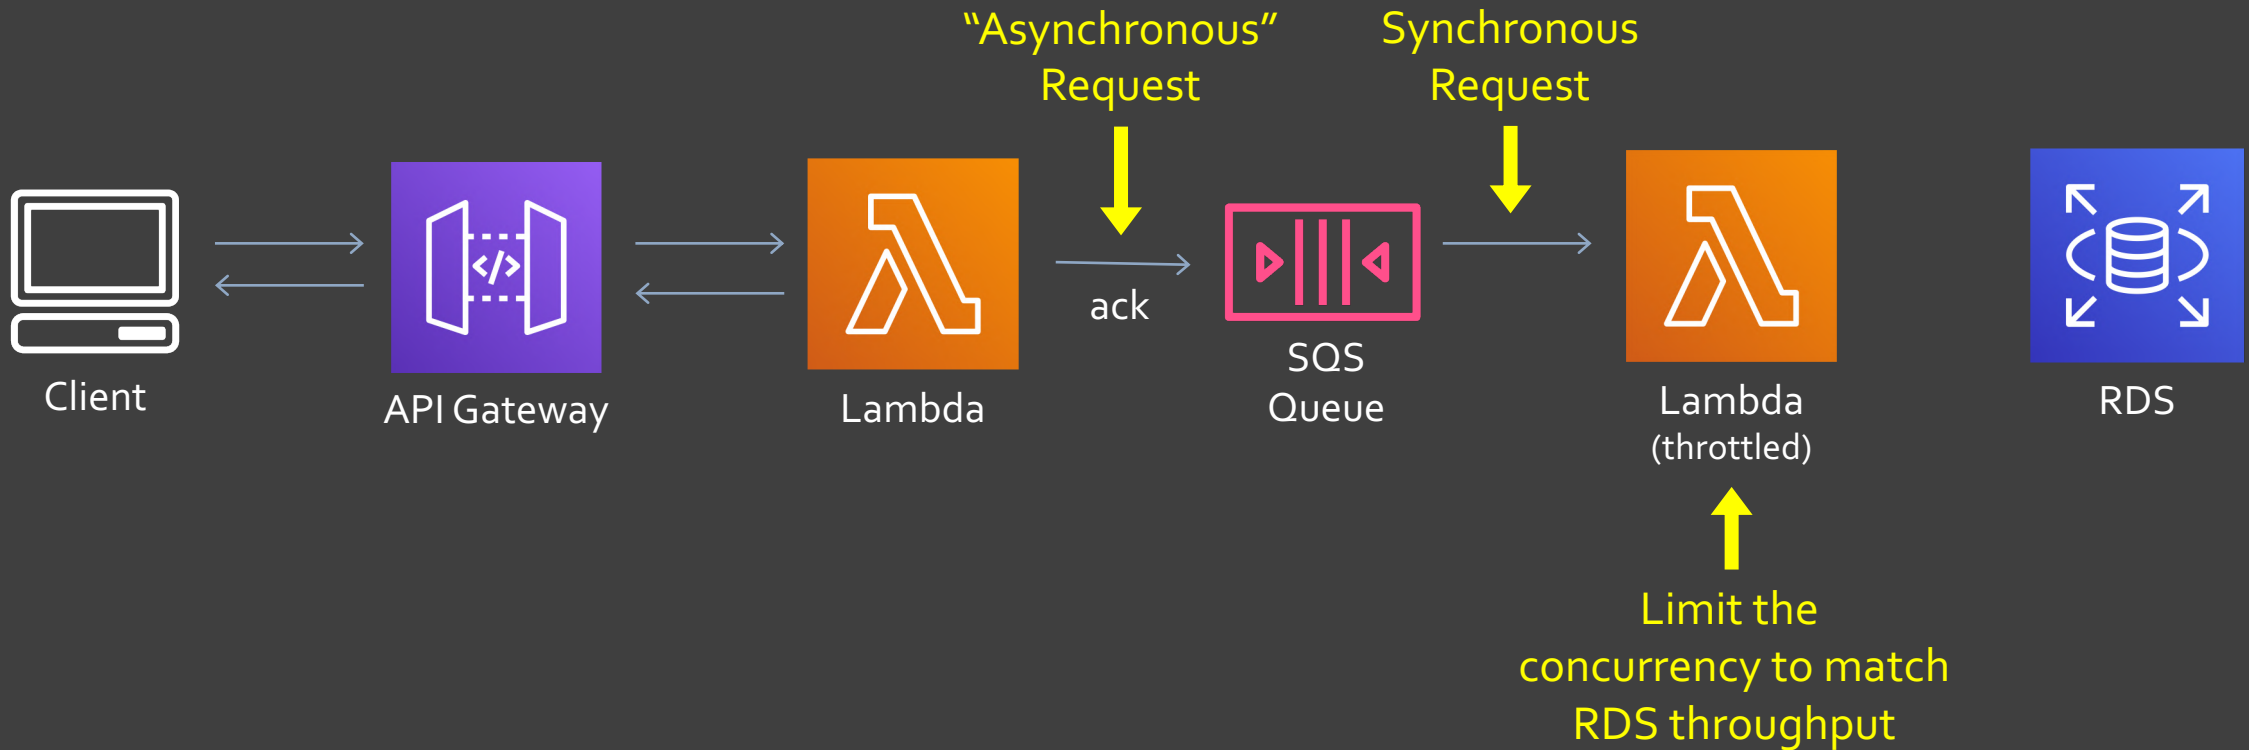 “Asynchronous”
Request
Synchronous
Request
ack
Client
API Gateway
Lambda
SQS
Queue
Lambda
(throttled)
RDS
Limit the
concurrency to match
RDS throughput